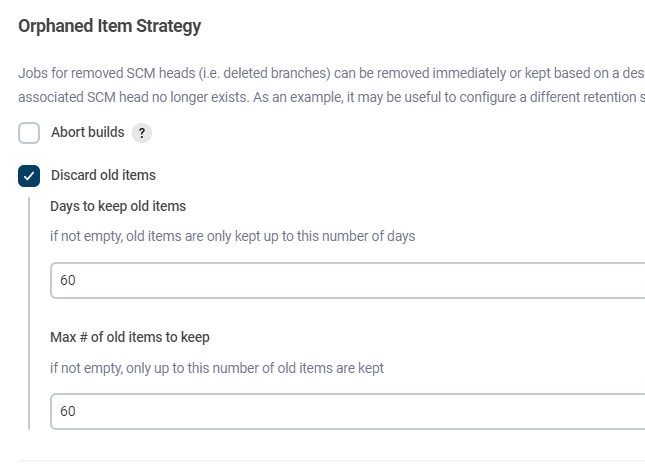 Orphaned Item Strategy
Jobs for removed SCM heads (i.e. deleted branches) can be removed immediately or kept based on a des
associated SCM head no longer exists. As an example, it may be useful to configure a different retention s
Abort builds ?
Discard old items
Days to keep old items
if not empty, old items are only kept up to this number of days
60
Max # of old items to keep
if not empty, only up to this number of old items are kept
60